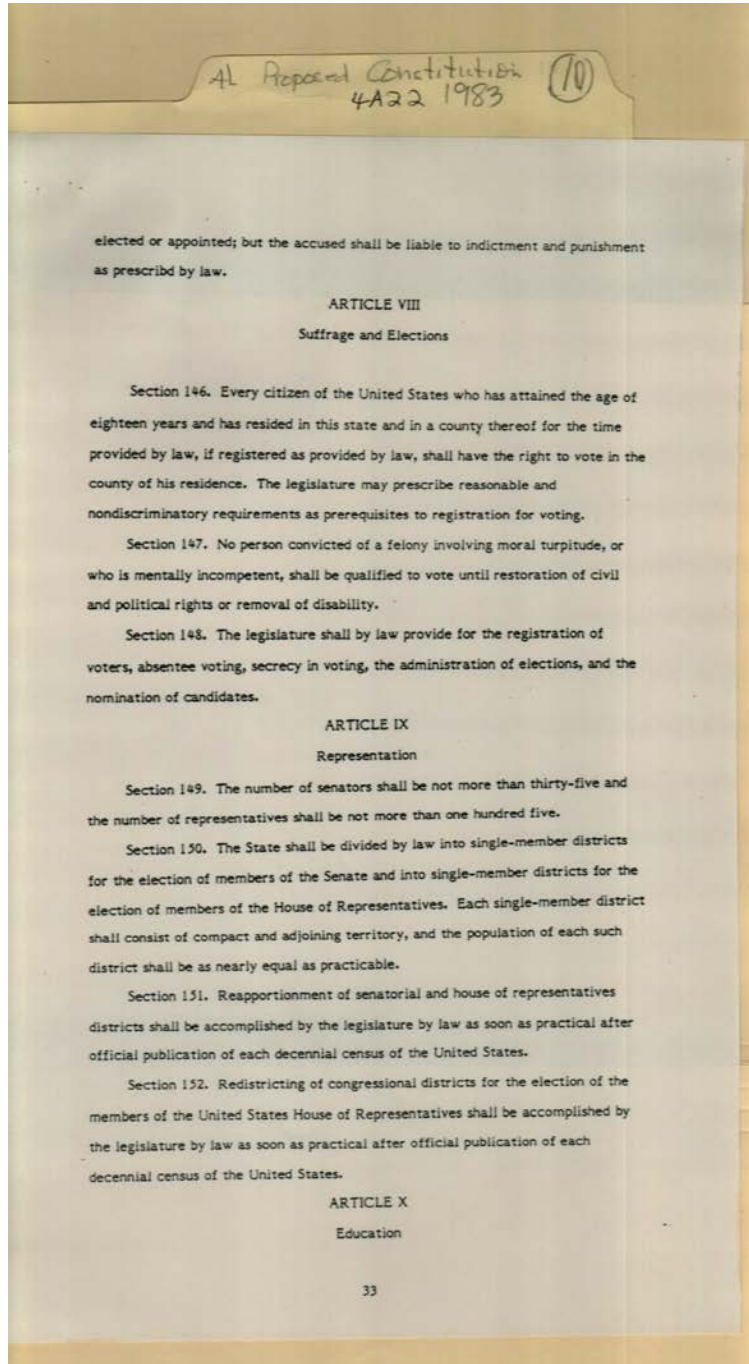 AL Proposed Constitution 10
4A22 1983
elected or appointed; but the accused shall be liable to indictment and punishment
as prescribd by law.
ARTICLE VIII
Suffrage and Elections
Section 146. Every citizen of the United States who has attained the age of
eighteen years and has resided in this state and in a county thereof for the time
provided by law, if registered as provided by law, shall have the right to vote in the
county of his residence. The legislature may prescribe reasonable and
nondiscriminatory requirements as prerequisites to registration for voting.
Section 147. No person convicted of a felony involving moral turpitude, or
who is mentally incompetent, shall be qualified to vote until restoration of civil
and political rights or removal of disability.
Section 148. The legislature shall by law provide for the registration of
voters, absentee voting, secrecy in voting, the administration of elections, and the
nomination of candidates.
ARTICLE IX
Representation
Section 149. The number of senators shall be not more than thirty-five and
the number of representatives shall be not more than one hundred five.
Section 150. The State shall be divided by law into single-member districts
for the election of members of the Senate and into single-member districts for the
election of members of the House of Representatives. Each single-member district
shall consist of compact and adjoining territory, and the population of each such
district shall be as nearly equal as practicable.
Section 151. Reapportionment of senatorial and house of representatives
districts shall be accomplished by the legislature by law as soon as practical after
official publication of each decennial census of the United States.
Section 152. Redistricting of congressional districts for the election of the
members of the United States House of Representatives shall be accomplished by
the legislature by law as soon as practical after official publication of each
decennial census of the United States.
ARTICLE X
Education
33